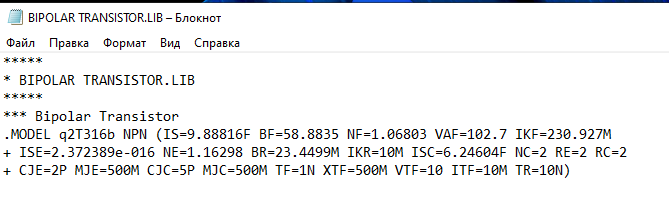 BIPOLAR TRANSISTOR.LIB – Блокнот
Файл Правка Формат Вид Справка
*****
* BIPOLAR TRANSISTOR.LIB
*****
*** Bipolar Transistor
.MODEL q2T316b NPN (IS=9.88816F BF=58.8835 NF=1.06803 VAF=102.7 IKF=230.927M
+ ISE=2.372389e-016 NE=1.16298 BR=23.4499M IKR=10M ISC=6.24604F NC=2 RE=2 RC=2
+ CJE=2P MJE=500M CJC=5P MJC=500M TF=1N XTF=500M VTF=10 ITF=10M TR=10N)